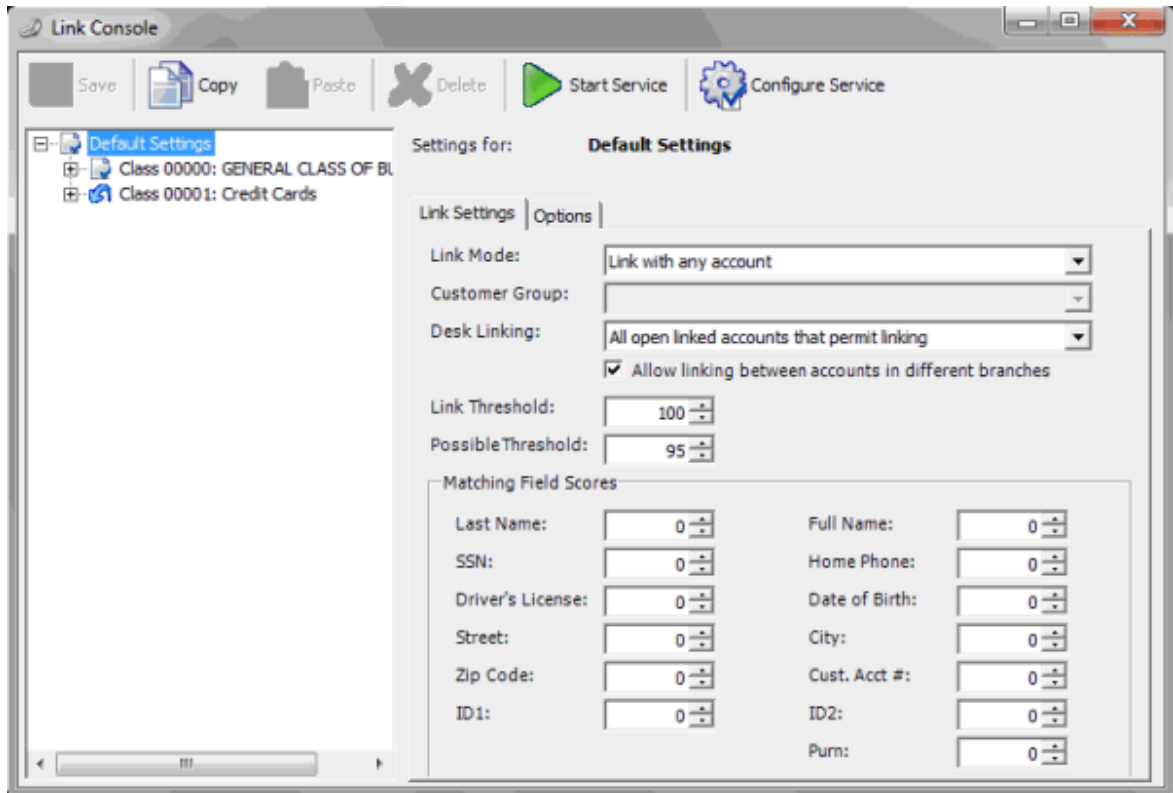 Link Console
Save Copy Paste Delete Start Service Configure Service
Default Settings
Class 00000: GENERAL CLASS OF BU
Class 00001: Credit Cards
Settings for: Default Settings
Link Settings Options
Link Mode: Link with any account
Customer Group:
Desk Linking: All open linked accounts that permit linking
Allow linking between accounts in different branches
Link Threshold: 100
Possible Threshold: 95
Matching Field Scores
Last Name: 0 Full Name: 0
SSN: 0 Home Phone: 0
Driver's License: 0 Date of Birth: 0
Street: 0 City: 0
Zip Code: 0 Cust. Acct #: 0
ID1: 0 ID2: 0
Purn: 0